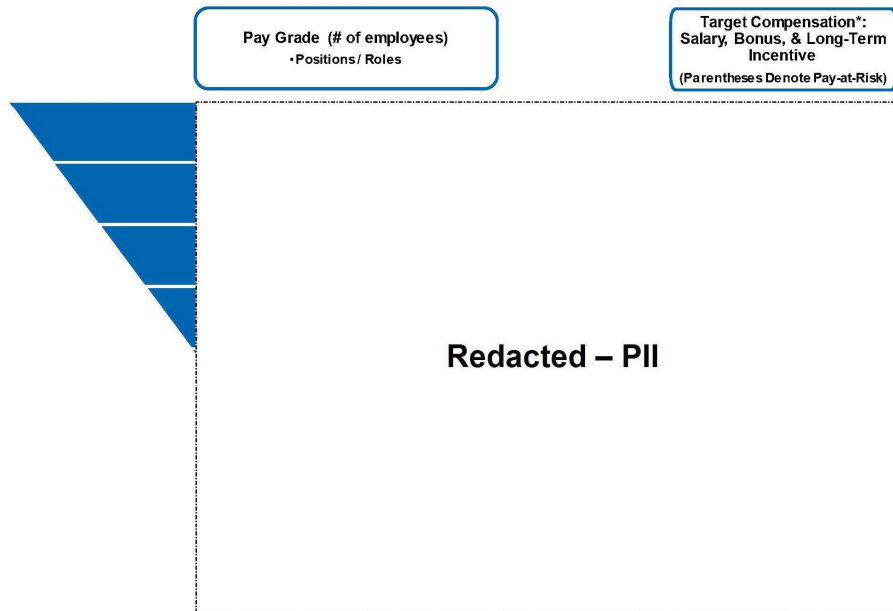 Pay Grade (# of employees)
•Positions / Roles
Target Compensation*:
Salary, Bonus, & Long-Term
Incentive
(Parentheses Denote Pay-at-Risk)
Redacted – PII